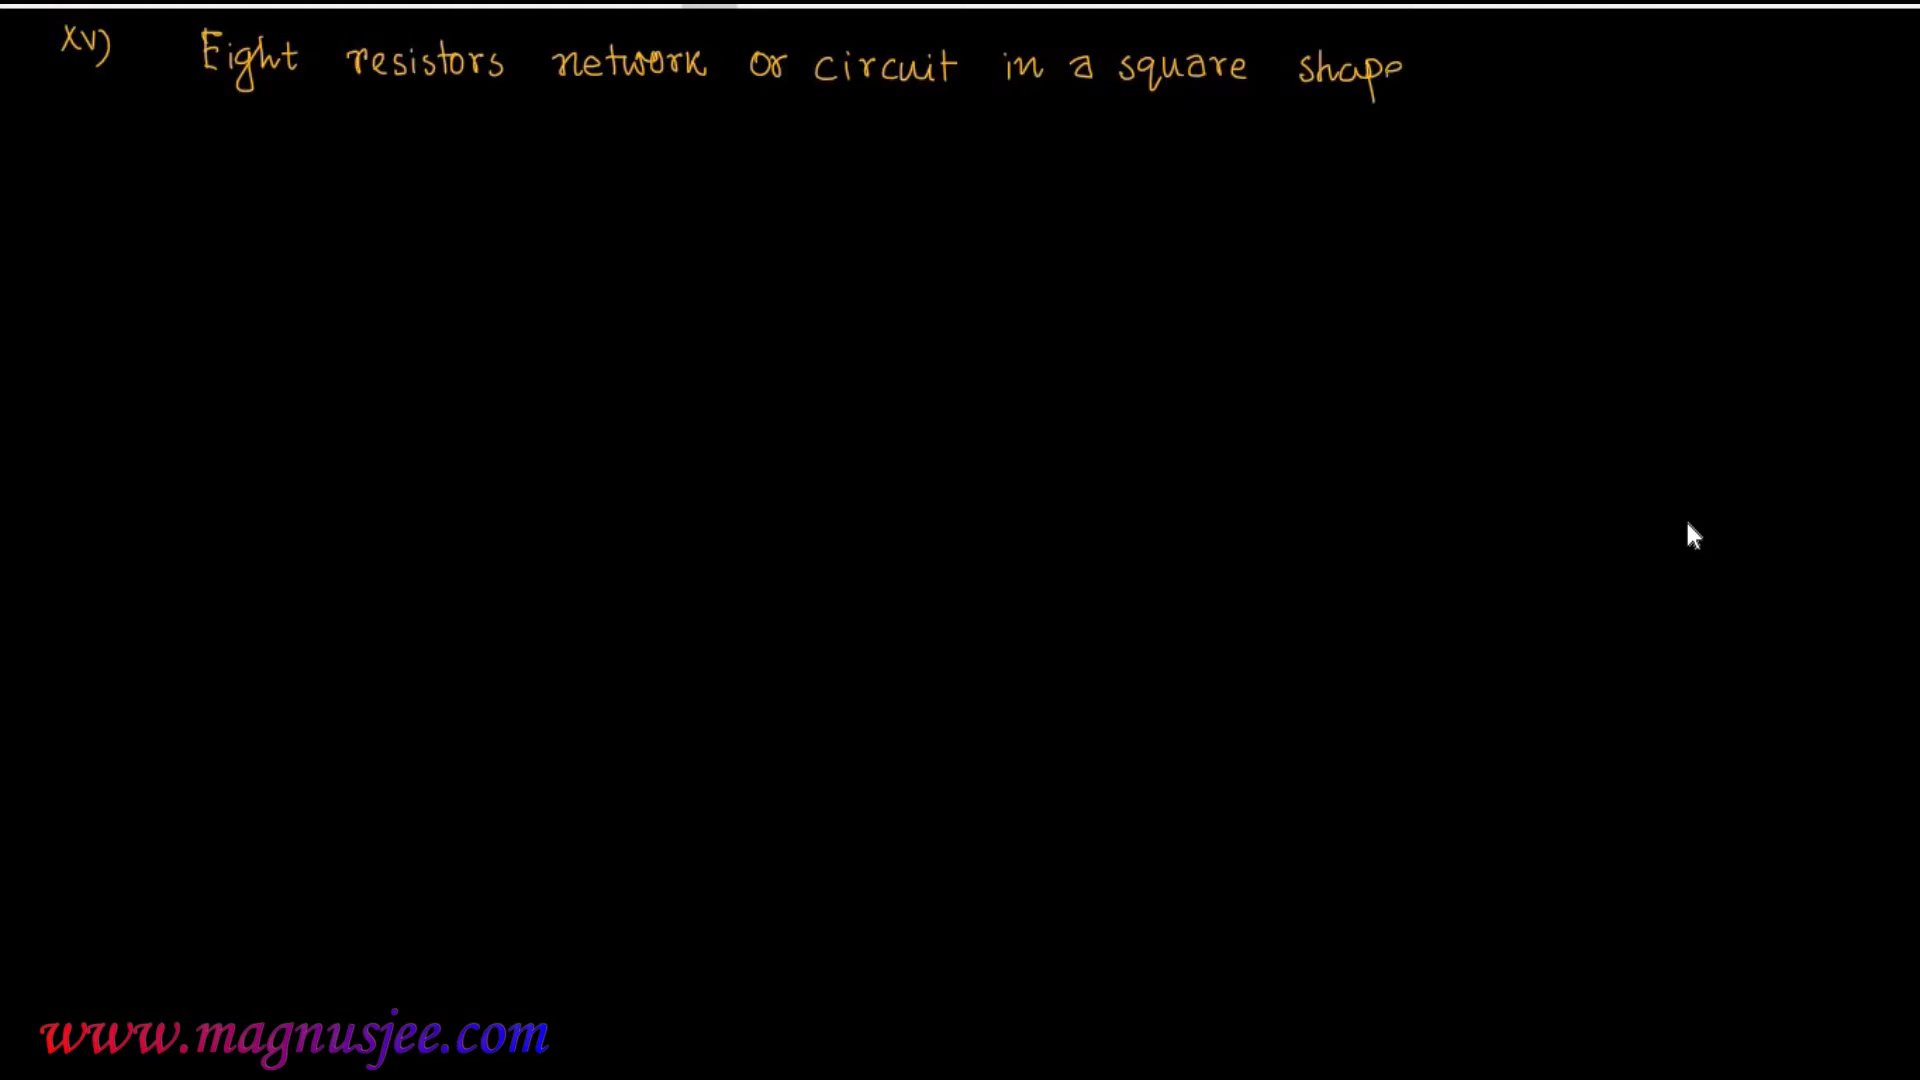 xv) Eight resistors network or circuit in a square shape
www.magnusjee.com